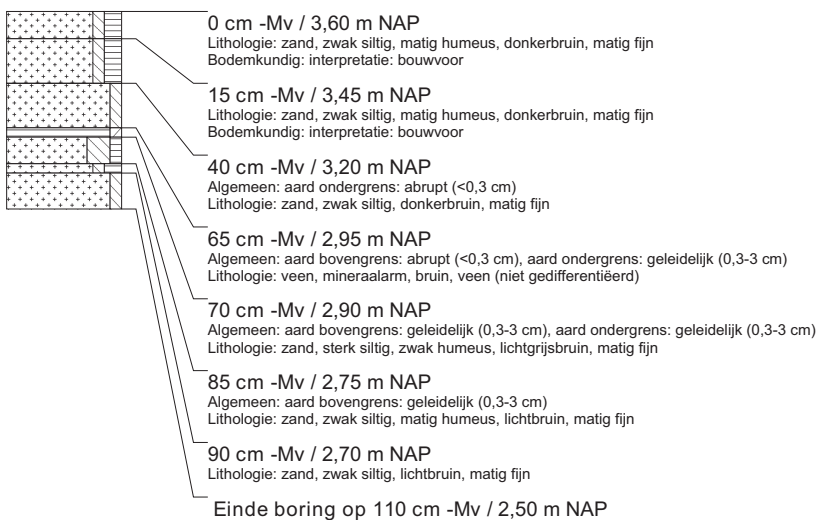 0 cm -Mv / 3,60 m NAP
Lithologie: zand, zwak siltig, matig humeus, donkerbruin, matig fijn
Bodemkundig: interpretatie: bouwvoor
15 cm -Mv / 3,45 m NAP
Lithologie: zand, zwak siltig, matig humeus, donkerbruin, matig fijn
Bodemkundig: interpretatie: bouwvoor
40 cm -Mv / 3,20 m NAP
Algemeen: aard ondergrens: abrupt (<0,3 cm)
Lithologie: zand, zwak siltig, donkerbruin, matig fijn
65 cm -Mv / 2,95 m NAP
Algemeen: aard bovengrens: abrupt (<0,3 cm), aard ondergrens: geleidelijk (0,3-3 cm)
Lithologie: veen, mineraalarm, bruin, veen (niet gedifferentiëerd)
70 cm -Mv / 2,90 m NAP
Algemeen: aard bovengrens: geleidelijk (0,3-3 cm), aard ondergrens: geleidelijk (0,3-3 cm)
Lithologie: zand, sterk siltig, zwak humeus, lichtgrijsbruin, matig fijn
85 cm -Mv / 2,75 m NAP
Algemeen: aard bovengrens: geleidelijk (0,3-3 cm)
Lithologie: zand, zwak siltig, matig humeus, lichtbruin, matig fijn
90 cm -Mv / 2,70 m NAP
Lithologie: zand, zwak siltig, lichtbruin, matig fijn
Einde boring op 110 cm -Mv / 2,50 m NAP